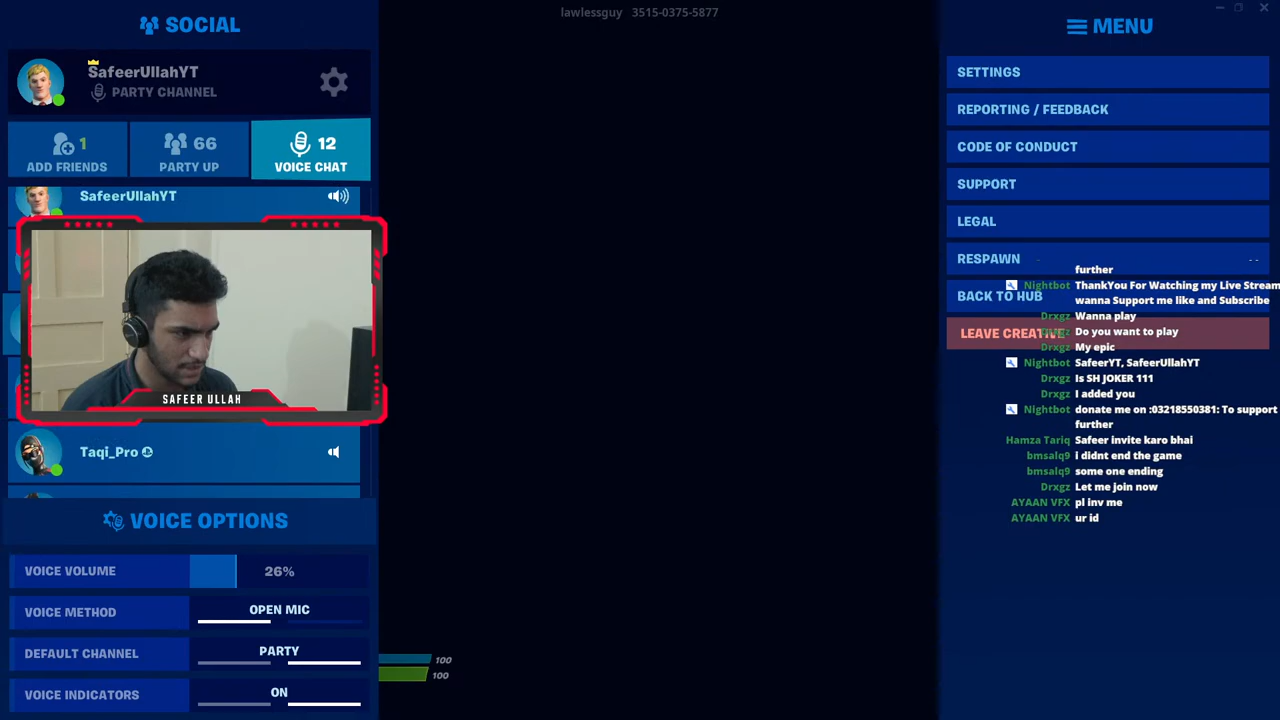 lawlessguy 3515-0375-5877
SOCIAL
SafeerUllahYT
PARTY CHANNEL
1
ADD FRIENDS
66
PARTY UP
12
VOICE CHAT
SafeerUllahYT
SAFEER ULLAH
Taqi_Pro
VOICE OPTIONS
VOICE VOLUME 26%
VOICE METHOD OPEN MIC
DEFAULT CHANNEL PARTY
VOICE INDICATORS ON
100
100
MENU
SETTINGS
REPORTING / FEEDBACK
CODE OF CONDUCT
SUPPORT
LEGAL
RESPAWN
BACK TO HUB
LEAVE CREATIVE
further
Nightbot ThankYou For Watching my Live Stream
wanna Support me like and Subscribe
Drxgz Wanna play
Drxgz Do you want to play
Drxgz My epic
Nightbot SafeerYT, SafeerUllahYT
Drxgz Is SH JOKER 111
Drxgz I added you
Nightbot donate me on :03218550381: To support
further
Hamza Tariq Safeer invite karo bhai
bmsalq9 i didnt end the game
bmsalq9 some one ending
Drxgz Let me join now
AYAAN VFX pl inv me
AYAAN VFX ur id